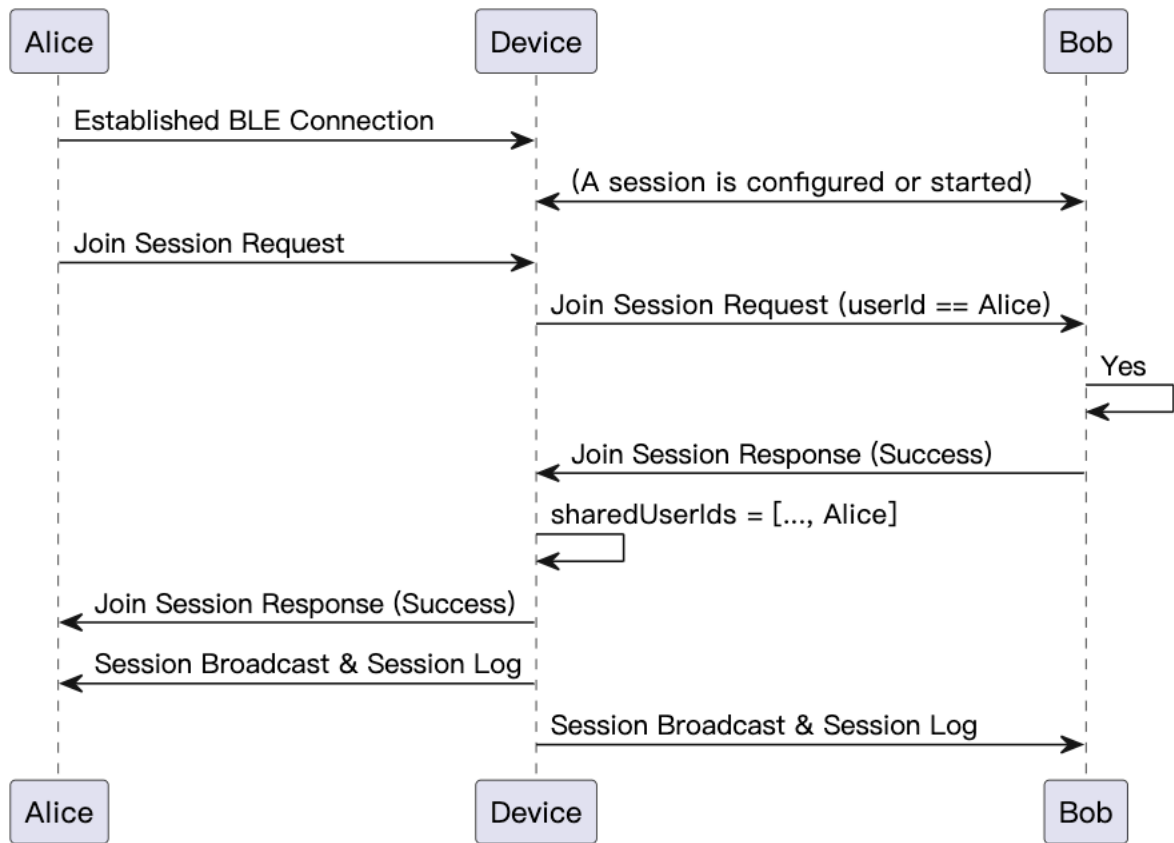 Alice
Device
Bob
Established BLE Connection
(A session is configured or started)
Join Session Request
Join Session Request (userId == Alice)
Yes
Join Session Response (Success)
sharedUserIds = [..., Alice]
Join Session Response (Success)
Session Broadcast & Session Log
Session Broadcast & Session Log
Alice
Device
Bob